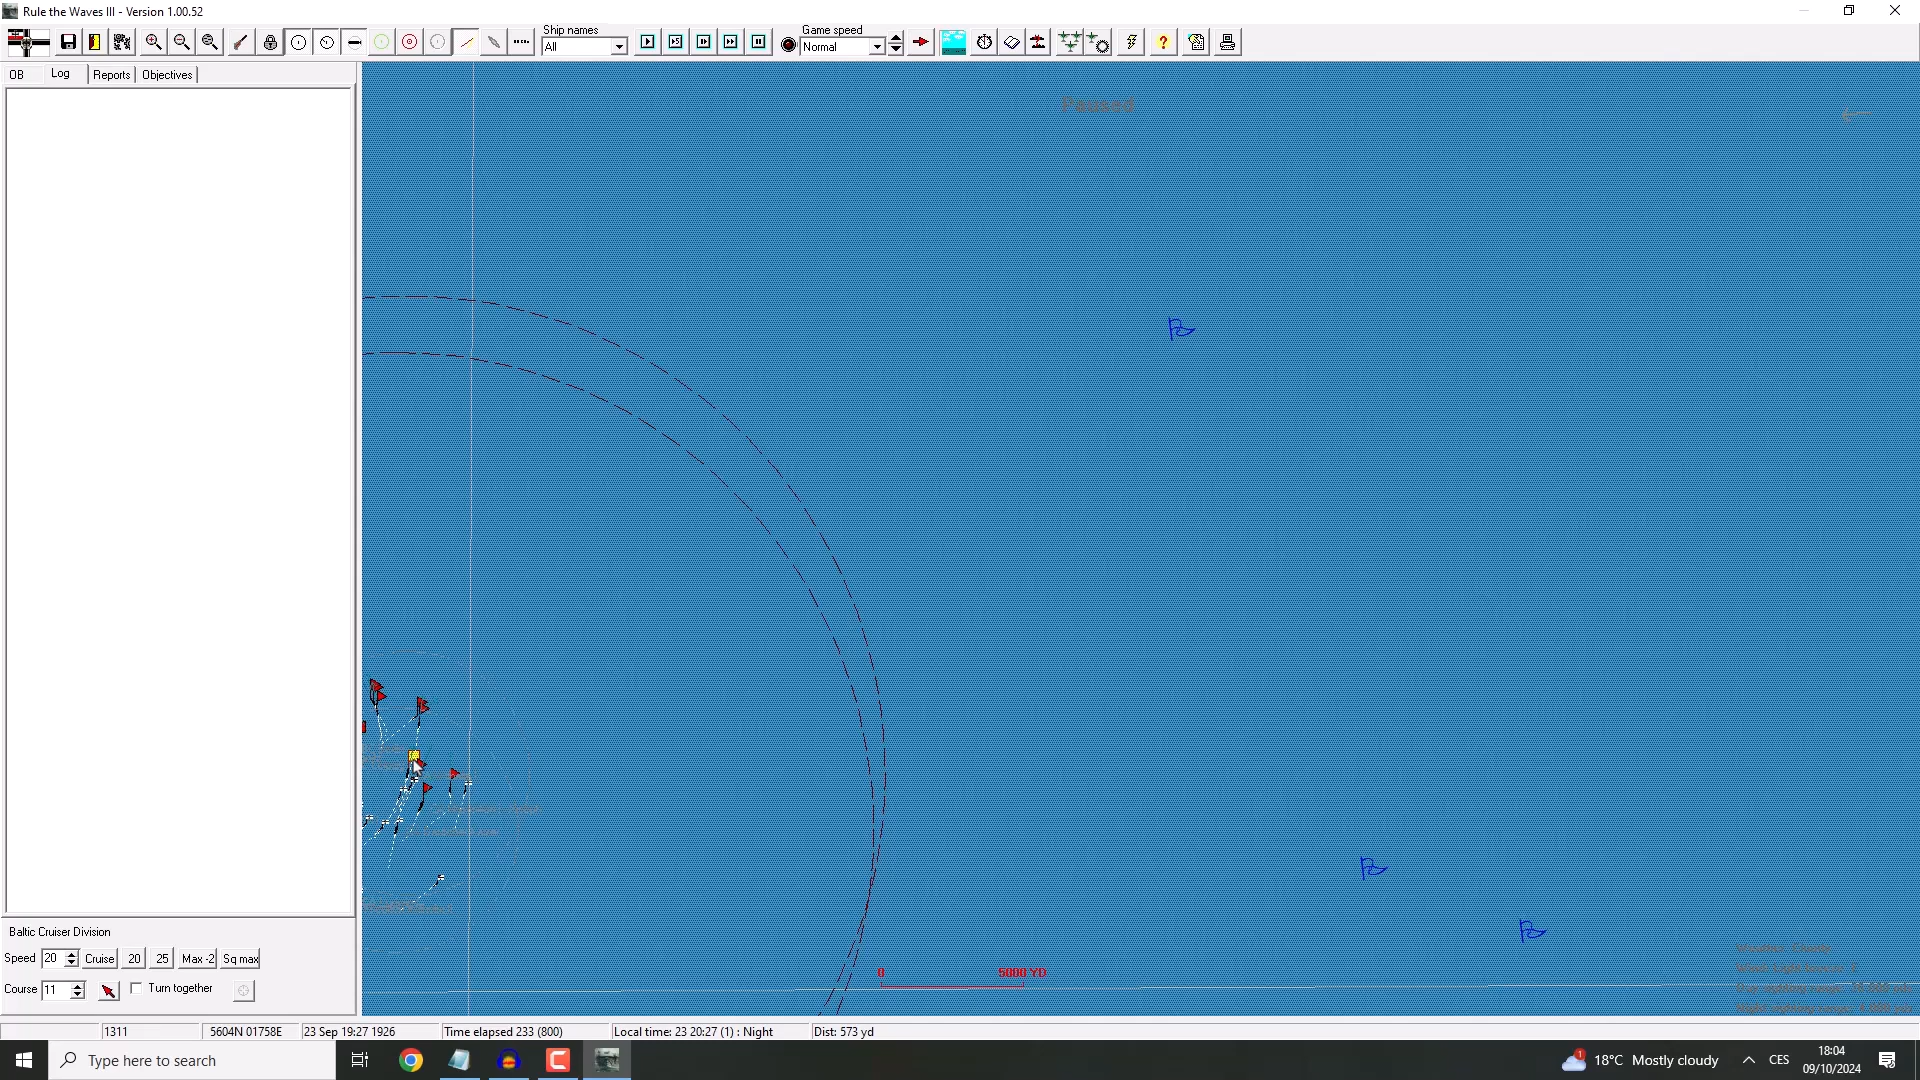 Rule the Waves III - Version 1.00.52
Ship names
All
Game speed
Normal
OB
Log
Reports
Objectives
Paused
0
5000 YD
Baltic Cruiser Division
Speed 20 Cruise 20 25 Max -2 Sq max
Course 11 Turn together
1311
5604N 01758E
23 Sep 19:27 1926
Time elapsed 233 (800)
Local time: 23 20:27 (1) : Night
Dist: 573 yd
Type here to search
1
18°C Mostly cloudy
CES
18:04
09/10/2024